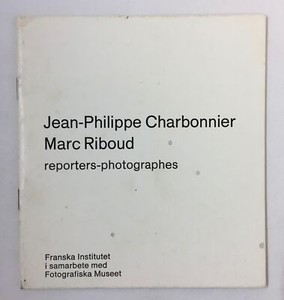 Jean-Philippe Charbonnier
Marc Riboud
reporters-photographes
Franska Institutet
i samarbete med
Fotografiska Museet